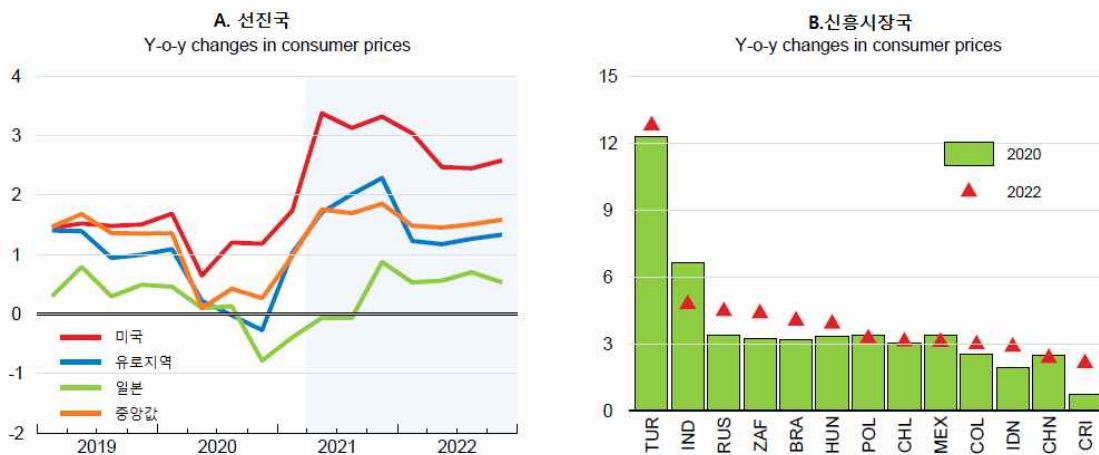 A. 선진국
Y-o-y changes in consumer prices
4
3
2
1
0
-1
-2
미국
유로지역
일본
중앙값
2019
2020
2021
2022
B.신흥시장국
Y-o-y changes in consumer prices
15
12
9
6
3
0
2020
2022
TUR
IND
RUS
ZAF
BRA
HUN
POL
CHL
MEX
COL
IDN
CHN
CRI